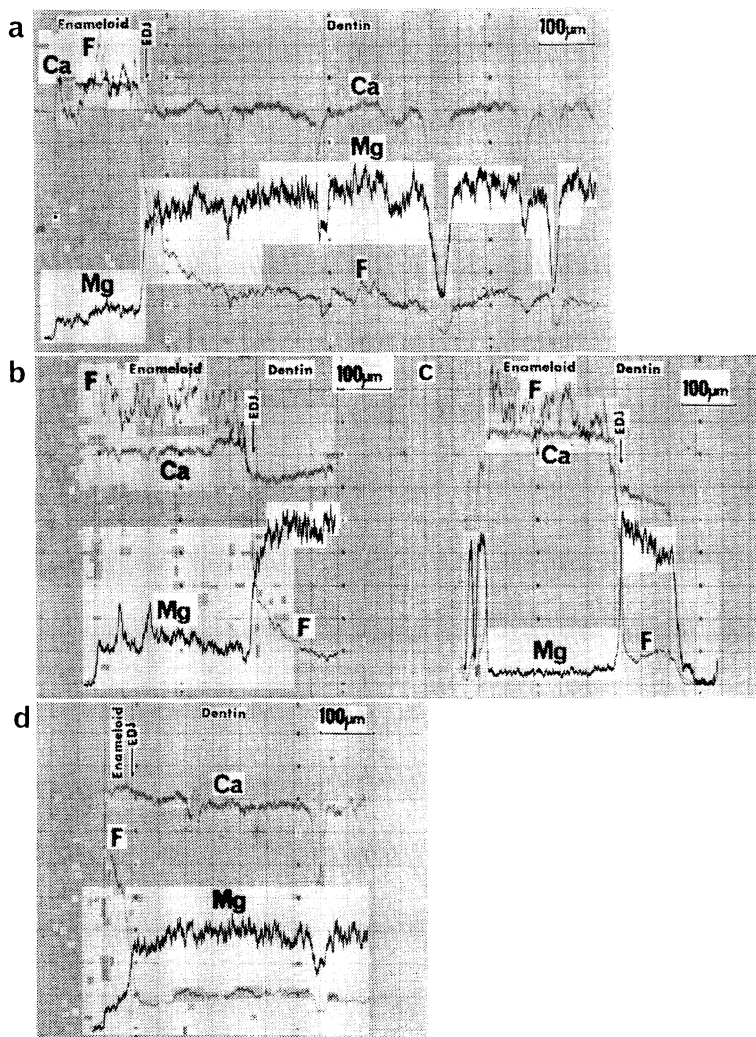 a
Enameloid
EDJ
Dentin
100µm
F
Ca
Ca
Mg
Mg
F
b
F
Enameloid
Dentin
100µm
EDJ
Ca
Mg
F
c
Enameloid
Dentin
100µm
F
EDJ
Ca
Mg
F
d
Enameloid
EDJ
Dentin
100µm
Ca
F
Mg